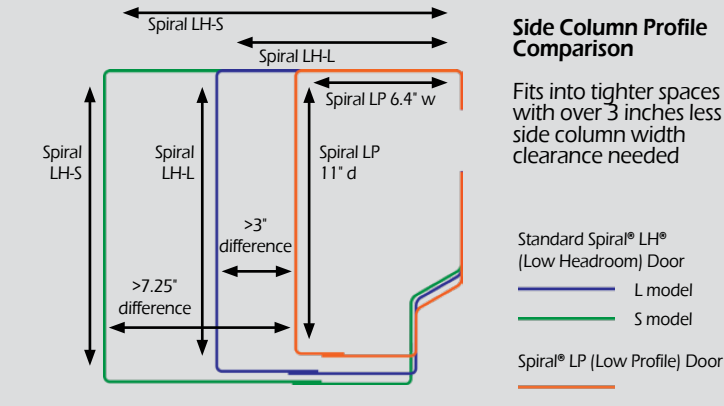 Spiral LH-S
Spiral LH-L
Spiral LP 6.4" w
Spiral
LH-S
Spiral
LH-L
Spiral LP
11" d
>3"
difference
>7.25"
difference
Side Column Profile
Comparison
Fits into tighter spaces
with over 3 inches less
side column width
clearance needed
Standard Spiral® LH®
(Low Headroom) Door
L model
S model
Spiral® LP (Low Profile) Door